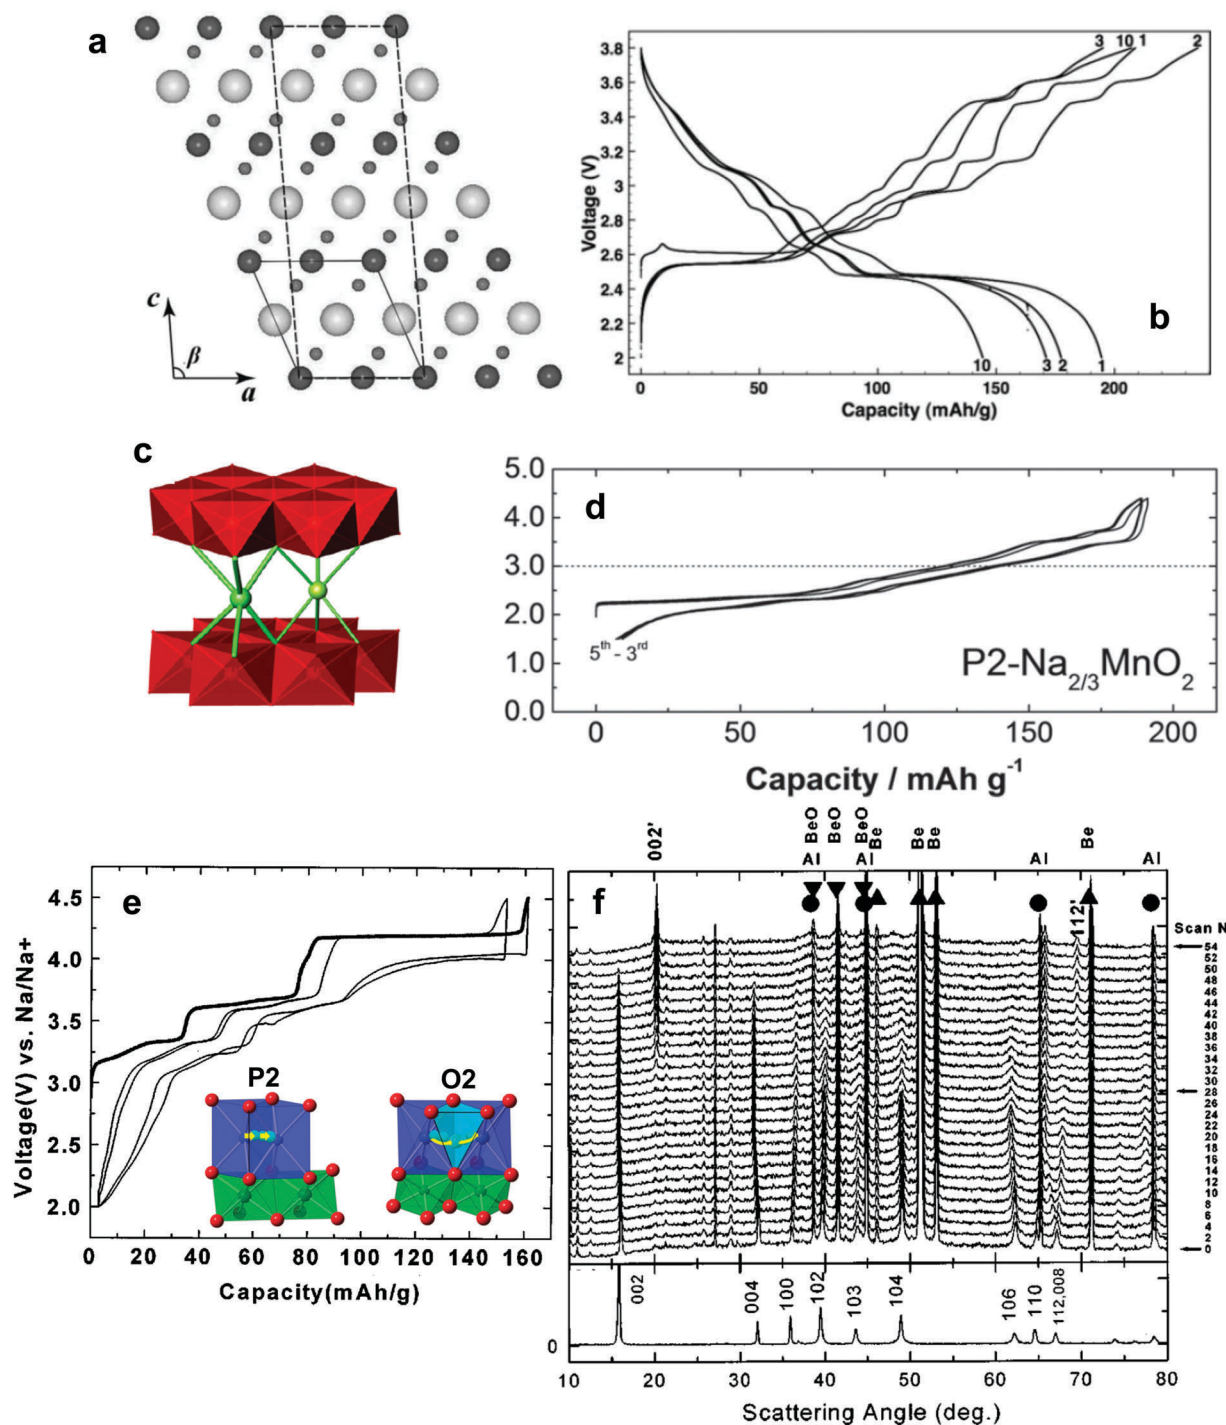 a
c
β
a
b
3 10 1 2
3.8
3.6
3.4
3.2
3
2.8
2.6
2.4
2.2
2
Voltage (V)
10 3 2 1
0 50 100 150 200
Capacity (mAh/g)
c
d
5.0
4.0
3.0
2.0
1.0
0.0
5th - 3rd
P2-Na2/3MnO2
0 50 100 150 200
Capacity / mAh g-1
e
4.5
4.0
3.5
3.0
2.5
2.0
Voltage(V) vs. Na/Na+
P2 O2
0 20 40 60 80 100 120 140 160
Capacity(mAh/g)
f
002'
BeO
Al
BeO
BeO
Al
Be
Be
Be
Al
Be
Al
112'
Scan N
54
52
50
48
46
44
42
40
38
36
34
32
30
28
26
24
22
20
18
16
14
12
10
8
6
4
2
0
002
004
100
102
103
104
106
110
112,008
0
10 20 30 40 50 60 70 80
Scattering Angle (deg.)